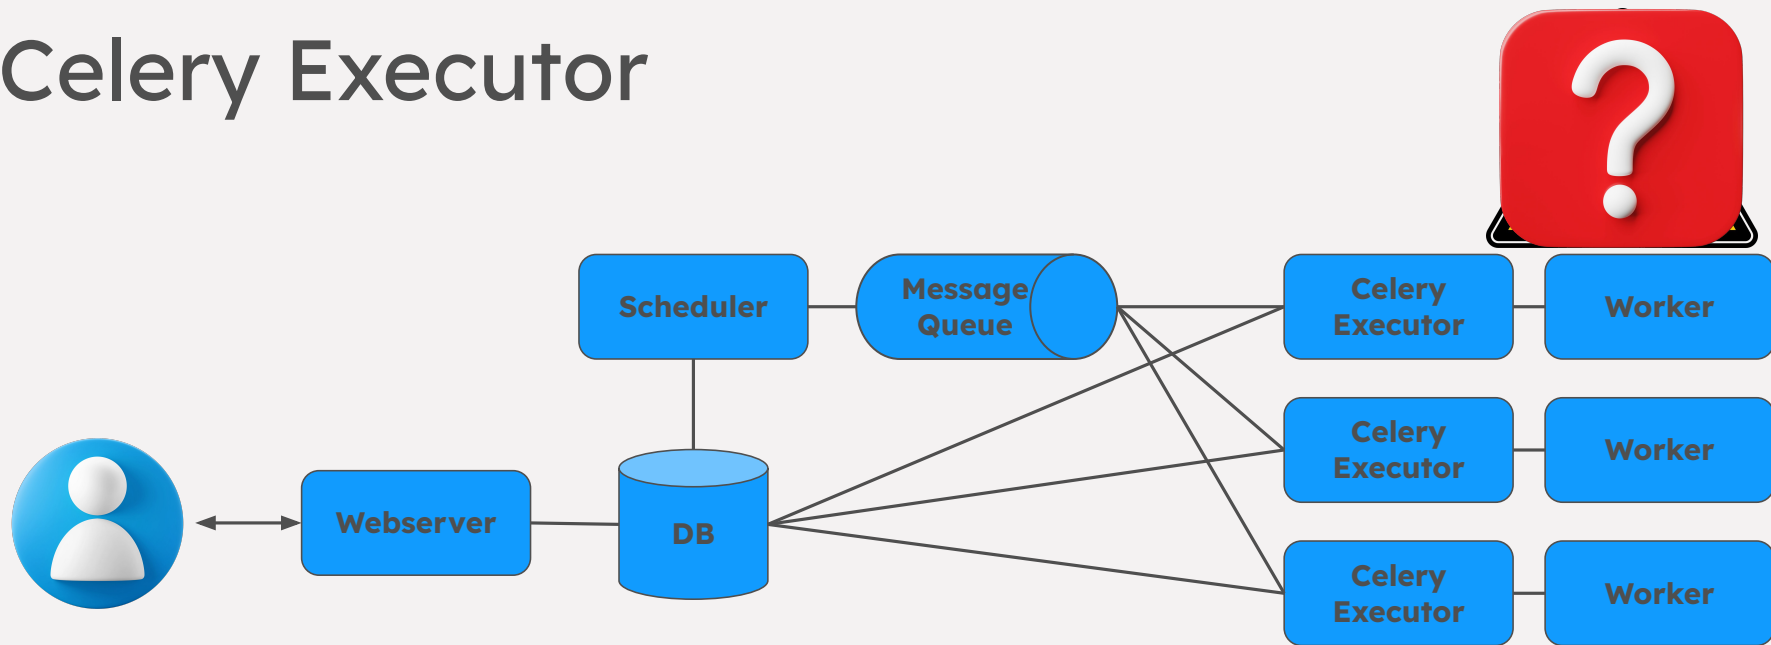 Celery Executor
?
Scheduler
Message
Queue
Celery
Executor
Worker
Celery
Executor
Worker
Webserver
DB
Celery
Executor
Worker